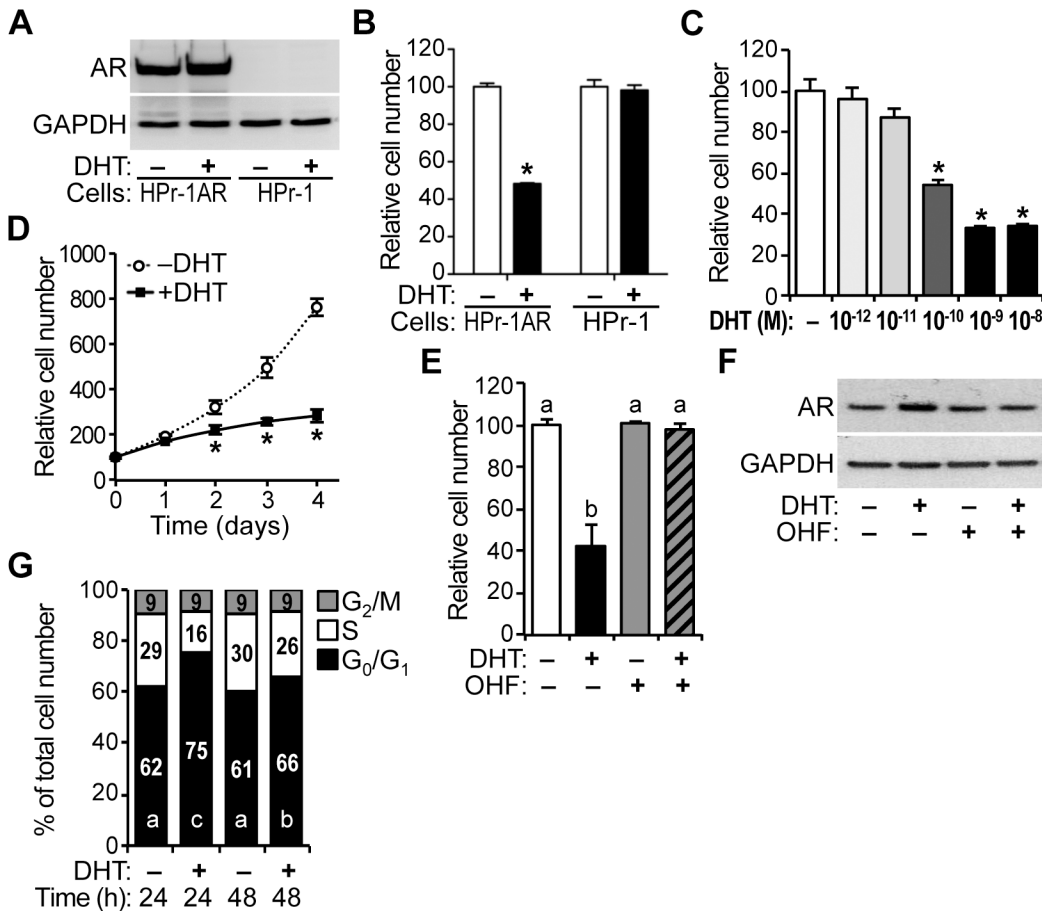 A
AR
GAPDH
DHT: – + – +
Cells: HPr-1AR HPr-1
B
Relative cell number
120
100
80
60
40
20
0
*
DHT: – + – +
Cells: HPr-1AR HPr-1
C
Relative cell number
120
100
80
60
40
20
0
* * *
DHT (M): – 10⁻¹² 10⁻¹¹ 10⁻¹⁰ 10⁻⁹ 10⁻⁸
D
Relative cell number
1000
800
600
400
200
0
–DHT
+DHT
* * *
0 1 2 3 4
Time (days)
E
Relative cell number
120
100
80
60
40
20
0
a b a a
DHT: – + – +
OHF: – – + +
F
AR
GAPDH
DHT: – + – +
OHF: – – + +
G
% of total cell number
100
80
60
40
20
0
9 9 9 9
29 16 30 26
62 75 61 66
a c a b
G₂/M
S
G₀/G₁
DHT: – + – +
Time (h): 24 24 48 48